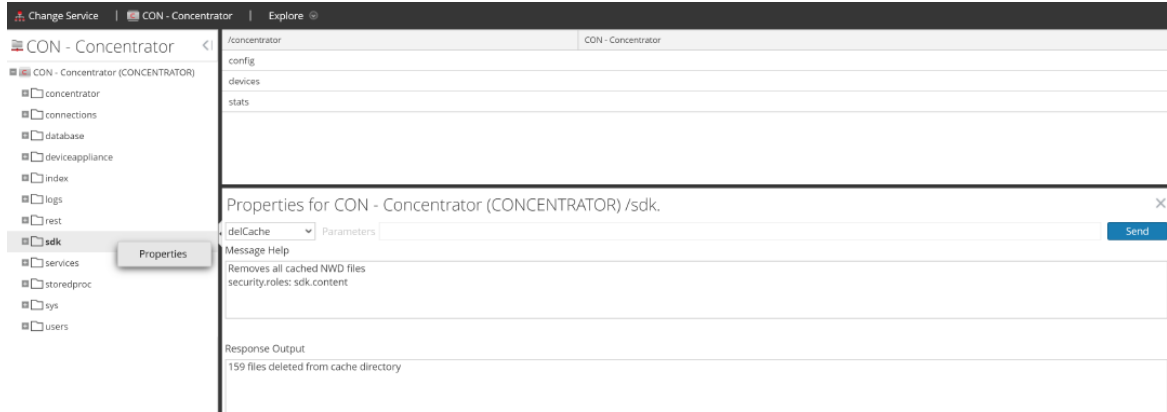 Change Service | CON - Concentrator | Explore
CON - Concentrator
CON - Concentrator (CONCENTRATOR)
concentrator
connections
database
deviceappliance
index
logs
rest
sdk
services
storedproc
sys
users
Properties
/concentrator CON - Concentrator
config
devices
stats
Properties for CON - Concentrator (CONCENTRATOR) /sdk.
delCache Parameters Send
Message Help
Removes all cached NWD files
security.roles: sdk.content
Response Output
159 files deleted from cache directory